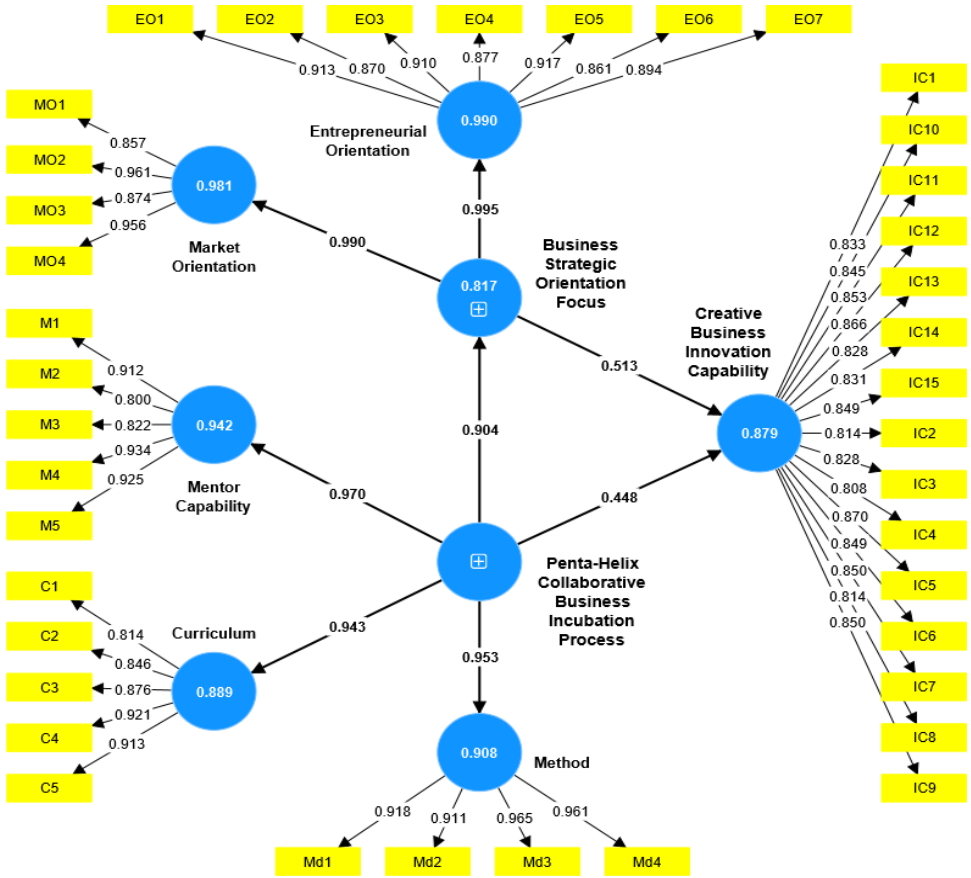 EO1
EO2
EO3
EO4
EO5
EO6
EO7
0.913
0.870
0.910
0.877
0.917
0.861
0.894
0.990
Entrepreneurial
Orientation
MO1
MO2
MO3
MO4
0.857
0.961
0.874
0.956
0.981
Market
Orientation
0.990
0.995
0.817
Business
Strategic
Orientation
Focus
M1
M2
M3
M4
M5
0.912
0.800
0.822
0.934
0.925
0.942
Mentor
Capability
0.970
0.904
0.513
0.448
Creative
Business
Innovation
Capability
0.879
0.833
0.845
0.853
0.866
0.828
0.831
0.849
0.814
0.828
0.808
0.870
0.849
0.850
0.814
0.850
IC1
IC10
IC11
IC12
IC13
IC14
IC15
IC2
IC3
IC4
IC5
IC6
IC7
IC8
IC9
Penta-Helix
Collaborative
Business
Incubation
Process
C1
C2
C3
C4
C5
0.814
0.846
0.876
0.921
0.913
Curriculum
0.889
0.943
0.953
0.908
Method
0.918
0.911
0.965
0.961
Md1
Md2
Md3
Md4